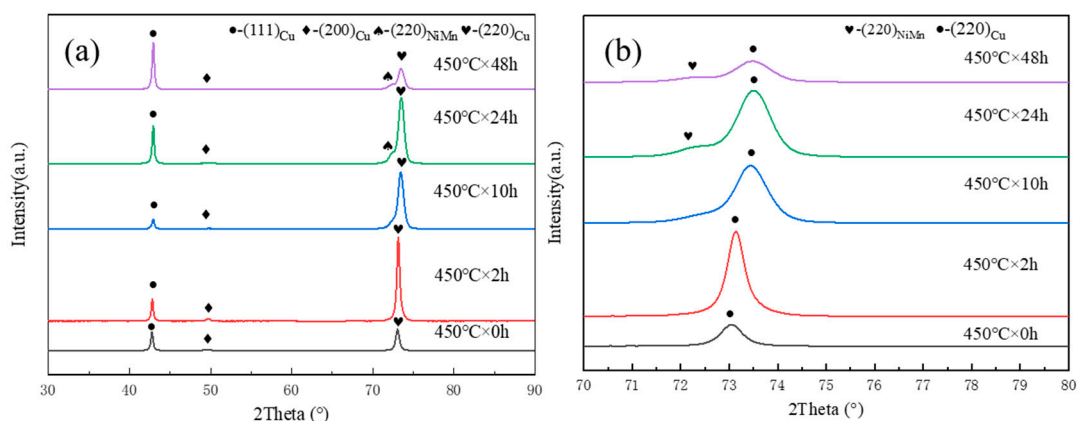 (a)
●-(111)Cu ♦-(200)Cu ♠-(220)NiMn ♥-(220)Cu
450℃×48h
450℃×24h
450℃×10h
450℃×2h
450℃×0h
Intensity(a.u.)
30 40 50 60 70 80 90
2Theta (°)
(b)
♥-(220)NiMn ●-(220)Cu
450℃×48h
450℃×24h
450℃×10h
450℃×2h
450℃×0h
Intensity(a.u.)
70 71 72 73 74 75 76 77 78 79 80
2Theta (°)